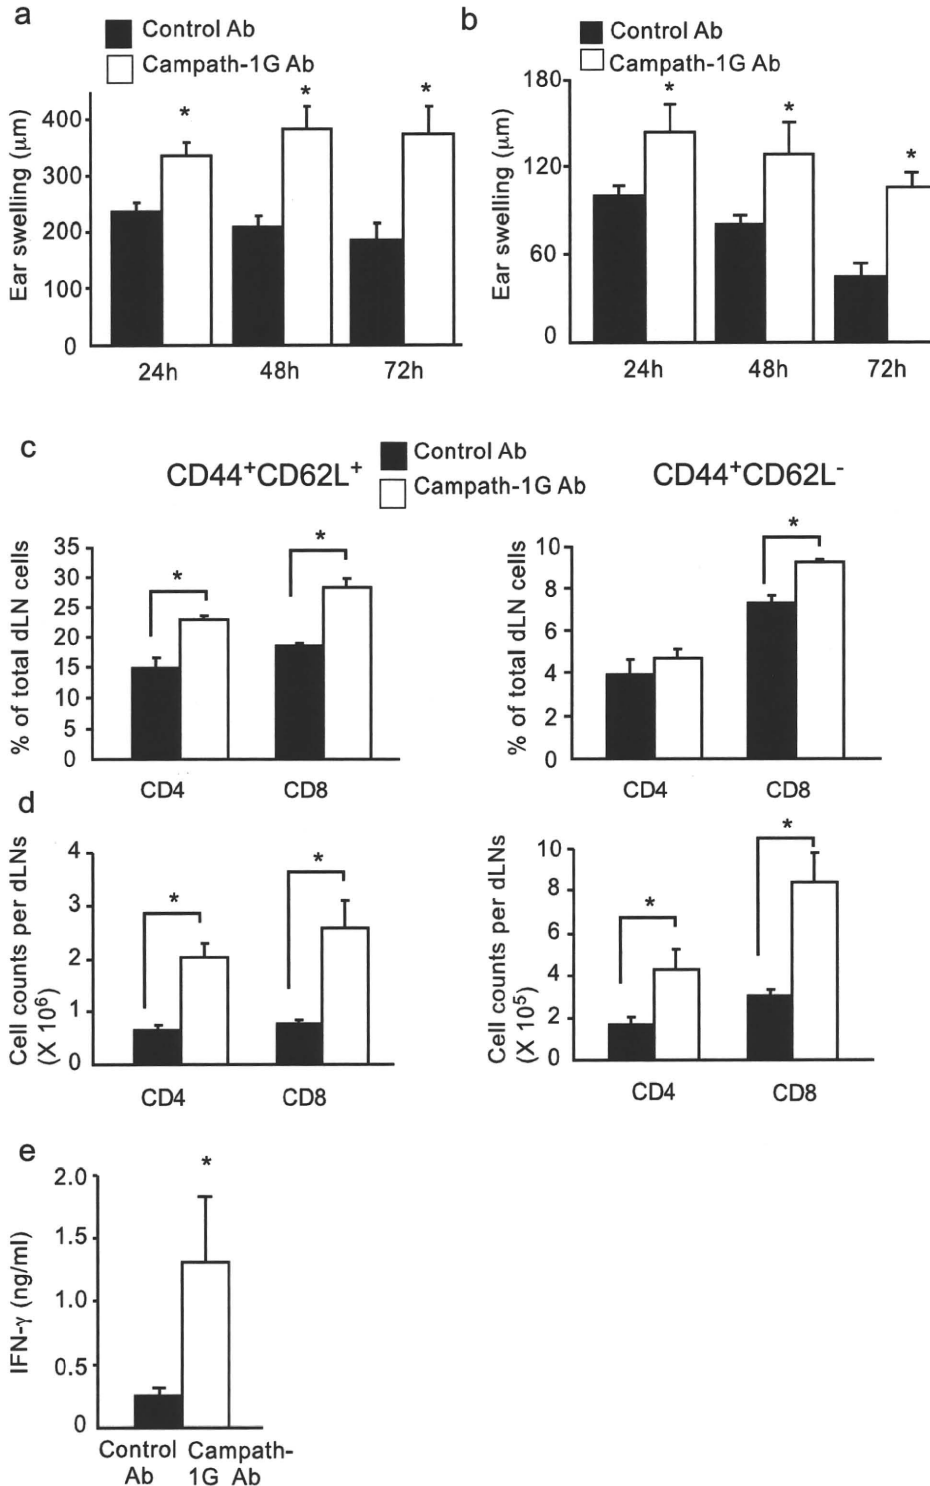 a
Control Ab
Campath-1G Ab
*
*
*
Ear swelling (μm)
400
300
200
100
0
24h 48h 72h
b
Control Ab
Campath-1G Ab
*
*
*
Ear swelling (μm)
180
120
60
0
24h 48h 72h
c
Control Ab
Campath-1G Ab
CD44+CD62L+
CD44+CD62L-
% of total dLN cells
35
30
25
20
15
10
5
0
*
*
CD4 CD8
% of total dLN cells
10
8
6
4
2
0
*
CD4 CD8
d
Cell counts per dLNs
(X 10⁶)
4
3
2
1
0
*
*
CD4 CD8
Cell counts per dLNs
(X 10⁵)
10
8
6
4
2
0
*
*
CD4 CD8
e
IFN-γ (ng/ml)
2.0
1.5
1.0
0.5
0
*
Control Campath-
Ab 1G Ab